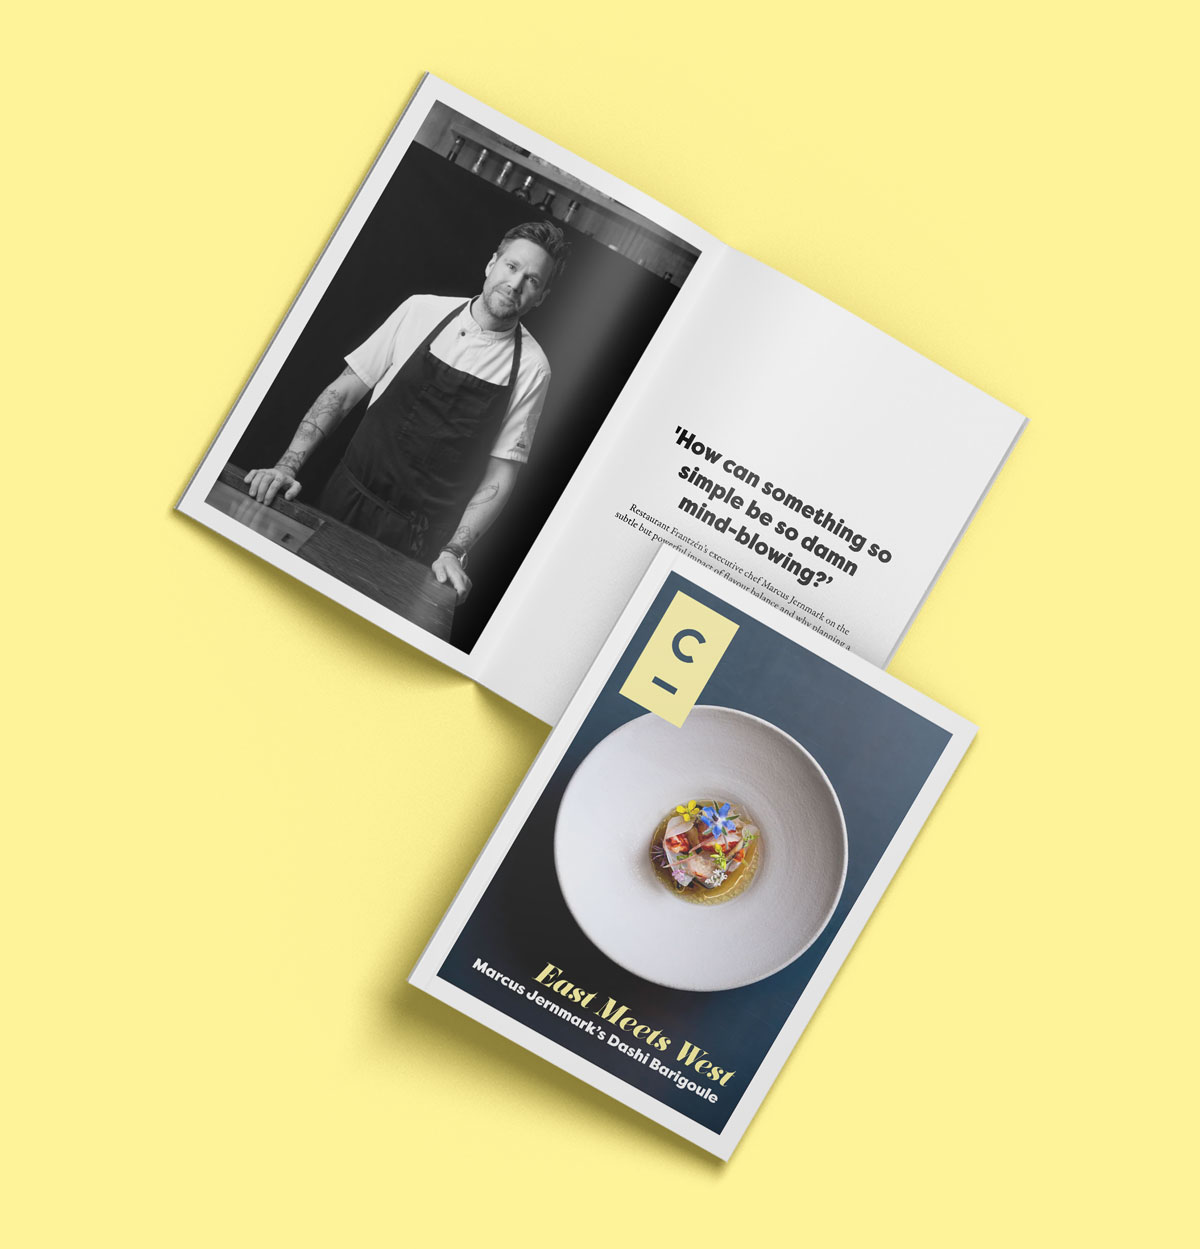 'How can something so
simple be so damn
mind-blowing?’
Restaurant Frantzén's executive chef Marcus Jernmark on the
subtle but powerful impact of flavour balance and why planning a
C
East Meets West
Marcus Jernmark's Dashi Barigoule